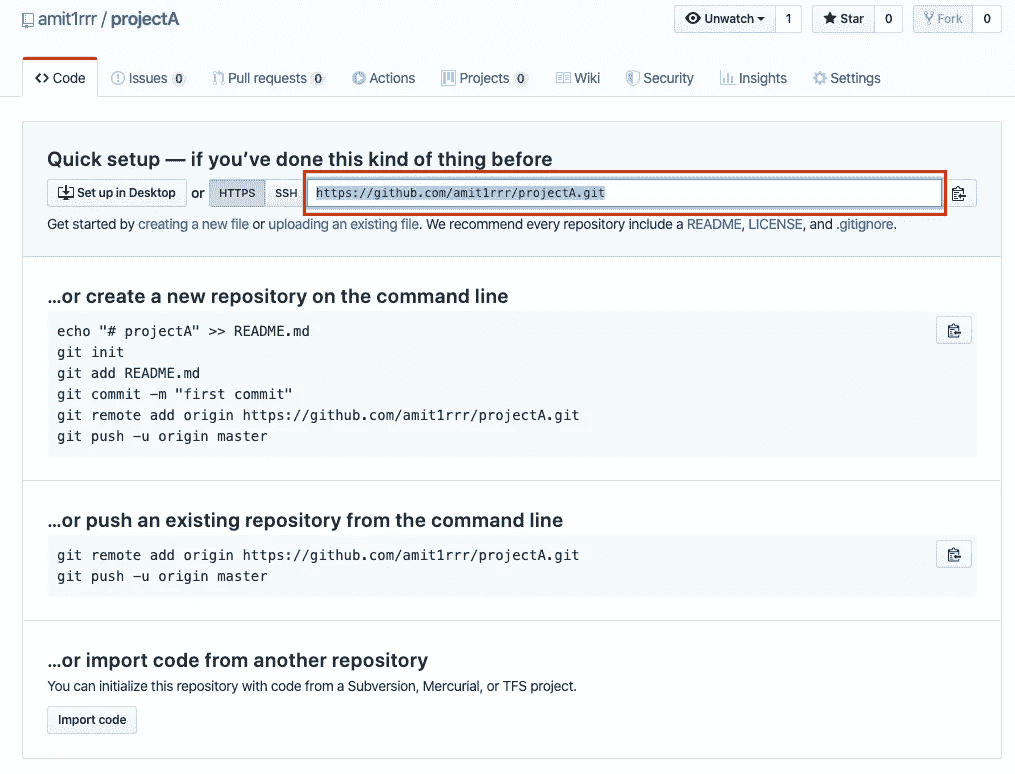 amit1rrr / projectA
Unwatch 1 Star 0 Fork 0
Code Issues 0 Pull requests 0 Actions Projects 0 Wiki Security Insights Settings
Quick setup — if you’ve done this kind of thing before
Set up in Desktop or HTTPS SSH https://github.com/amit1rrr/projectA.git
Get started by creating a new file or uploading an existing file. We recommend every repository include a README, LICENSE, and .gitignore.
…or create a new repository on the command line
echo "# projectA" >> README.md
git init
git add README.md
git commit -m "first commit"
git remote add origin https://github.com/amit1rrr/projectA.git
git push -u origin master
…or push an existing repository from the command line
git remote add origin https://github.com/amit1rrr/projectA.git
git push -u origin master
…or import code from another repository
You can initialize this repository with code from a Subversion, Mercurial, or TFS project.
Import code